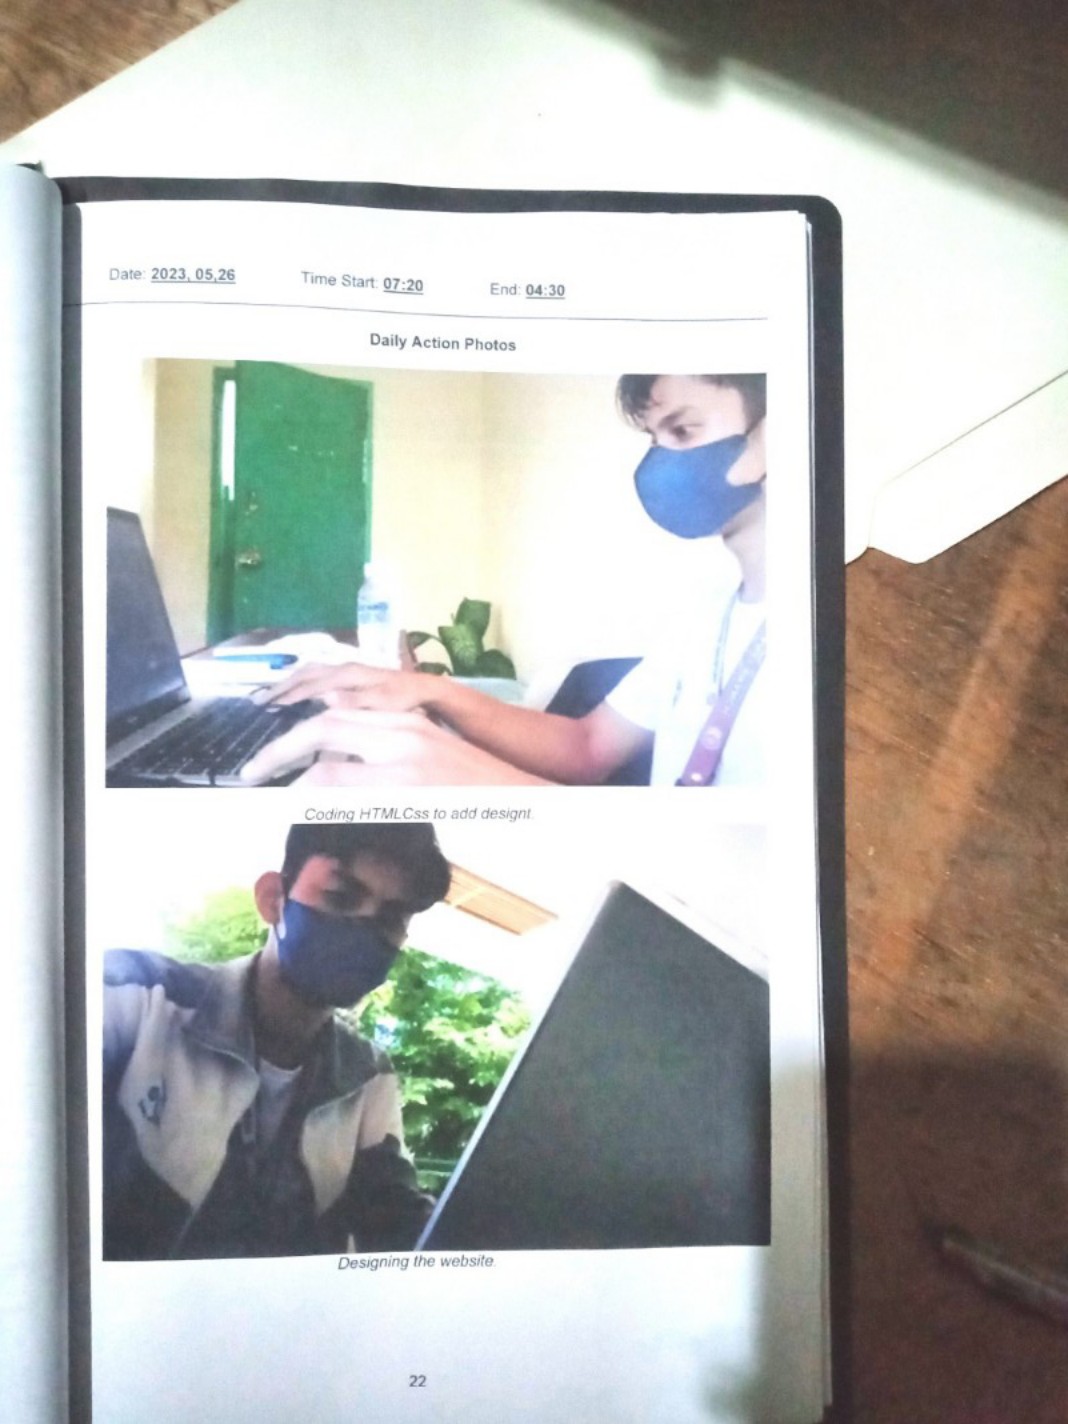 Date: 2023, 05,26 Time Start: 07:20 End: 04:30
Daily Action Photos
Coding HTMLCss to add designt.
Designing the website.
22